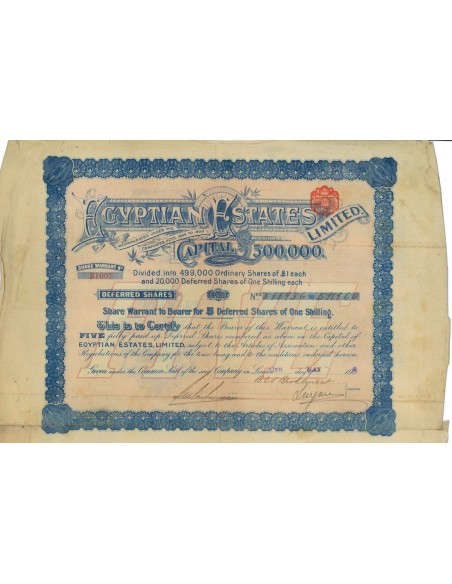 EGYPTIAN ESTATES LIMITED.
CAPITAL £500,000.
Divided into 499,000 Ordinary Shares of £1 each
and 20,000 Deferred Shares of One Shilling each
SHARE WARRANT No
DEFERRED SHARES
Share Warrant to Bearer for 5 Deferred Shares of One Shilling.
This is to Certify that the Bearer of this Warrant is entitled to
FIVE fully paid up Deferred Shares numbered as above in the Capital of
EGYPTIAN ESTATES, LIMITED, subject to the Articles of Association and other
Regulations of the Company for the time being and to the conditions endorsed hereon.
Given under the Common Seal of the said Company in London, day of MAY